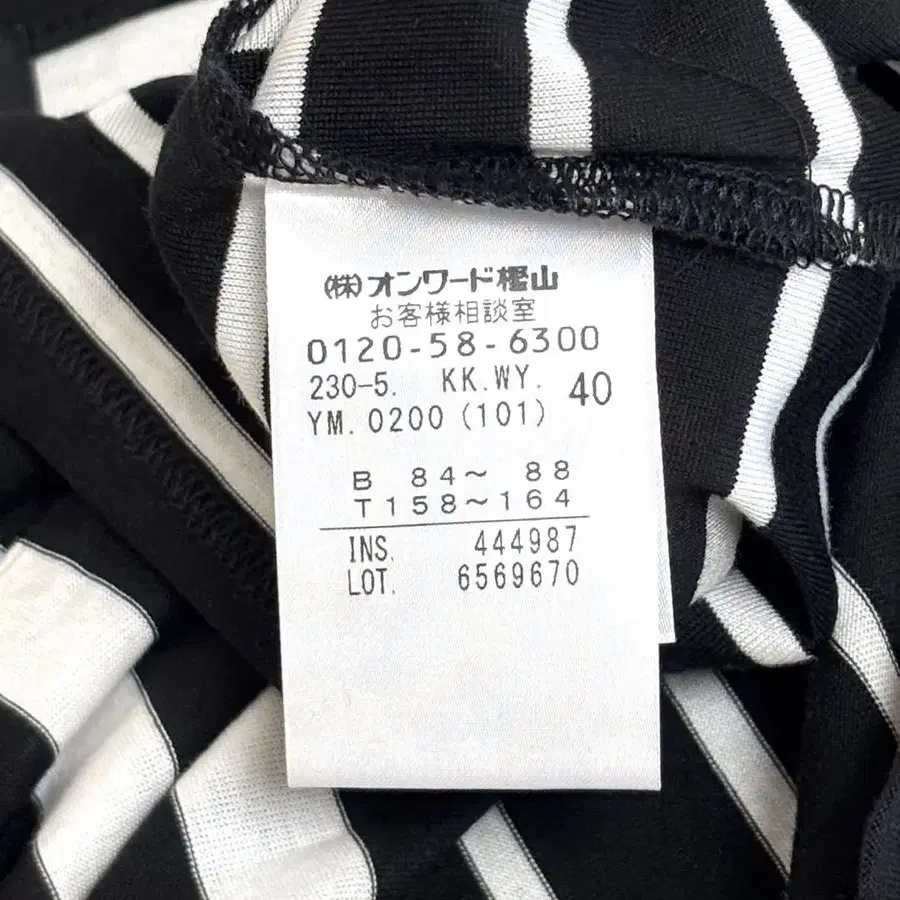 ㈱オンワード樫山
お客様相談室
0120-58-6300
230-5. KK.WY. 40
YM. 0200 (101)
B 84～ 88
T158～164
INS. 444987
LOT. 6569670